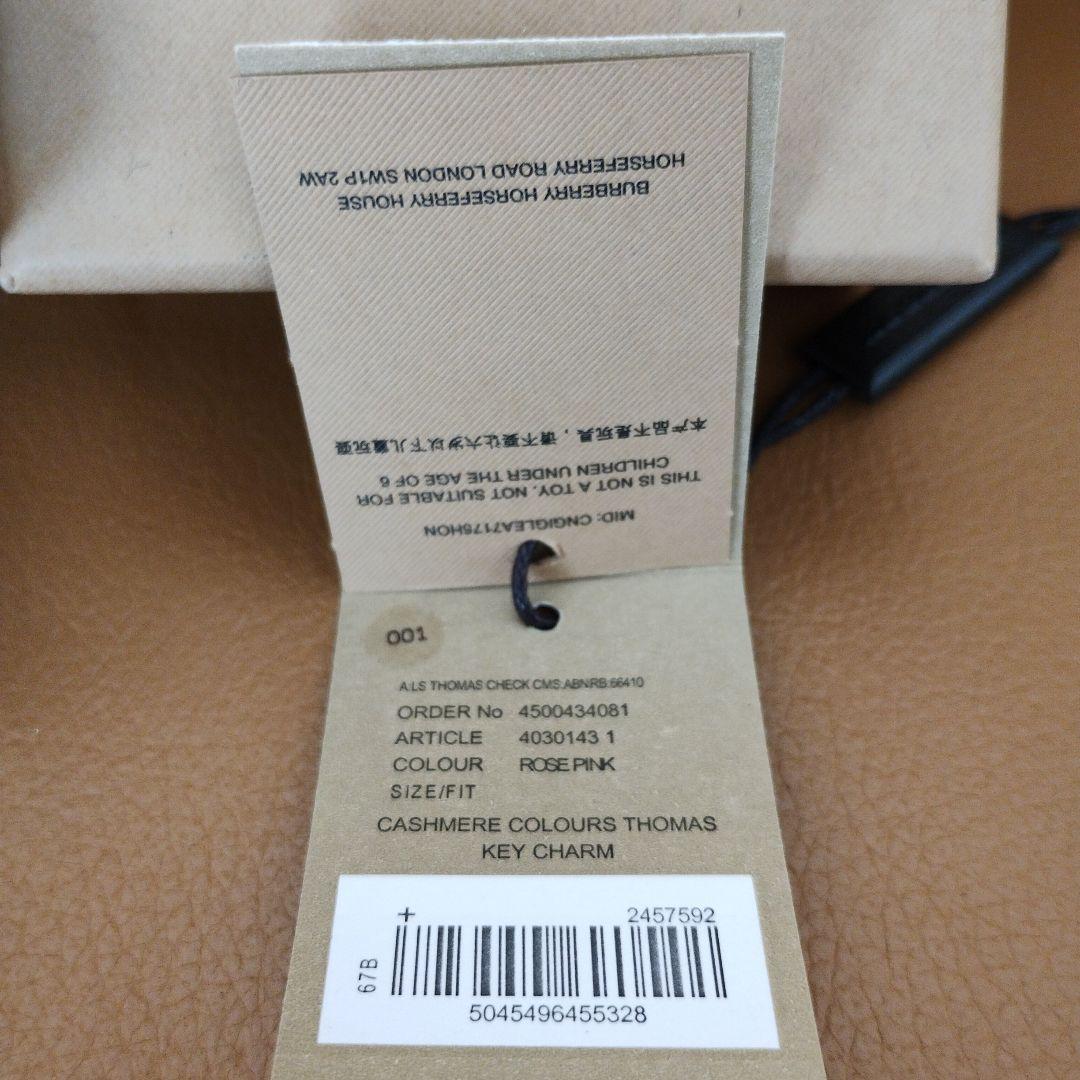 MID: CNGIGLEA7175HON
THIS IS NOT A TOY. NOT SUITABLE FOR
CHILDREN UNDER THE AGE OF 6
本产品不是玩具，请不要让六岁以下儿童玩耍
BURBERRY HORSEFERRY HOUSE
HORSEFERRY ROAD LONDON SW1P 2AW
001
A:LS THOMAS CHECK CMS:ABNRB:66410
ORDER No 4500434081
ARTICLE 4030143 1
COLOUR ROSE PINK
SIZE/FIT
CASHMERE COLOURS THOMAS
KEY CHARM
+ 2457592
67B
5045496455328